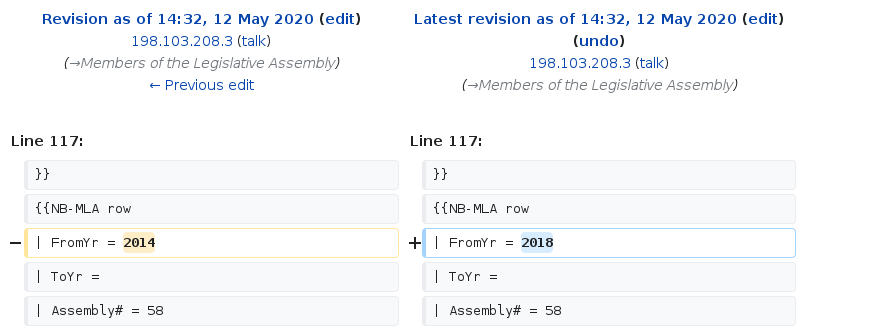 Revision as of 14:32, 12 May 2020 (edit)
198.103.208.3 (talk)
(→Members of the Legislative Assembly)
← Previous edit
Latest revision as of 14:32, 12 May 2020 (edit)
(undo)
198.103.208.3 (talk)
(→Members of the Legislative Assembly)
Line 117:
Line 117:
}}
}}
{{NB-MLA row
{{NB-MLA row
− | FromYr = 2014
+ | FromYr = 2018
| ToYr =
| ToYr =
| Assembly# = 58
| Assembly# = 58